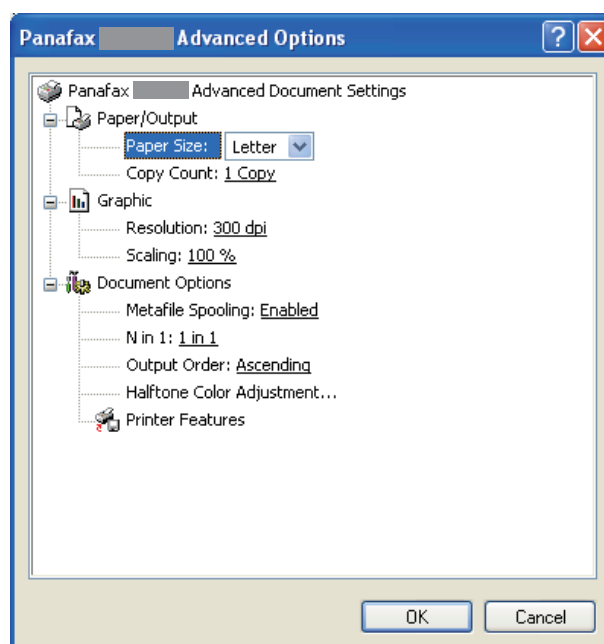 Panafax Advanced Options
Panafax Advanced Document Settings
Paper/Output
Paper Size: Letter
Copy Count: 1 Copy
Graphic
Resolution: 300 dpi
Scaling: 100 %
Document Options
Metafile Spooling: Enabled
N in 1: 1 in 1
Output Order: Ascending
Halftone Color Adjustment...
Printer Features
OK Cancel